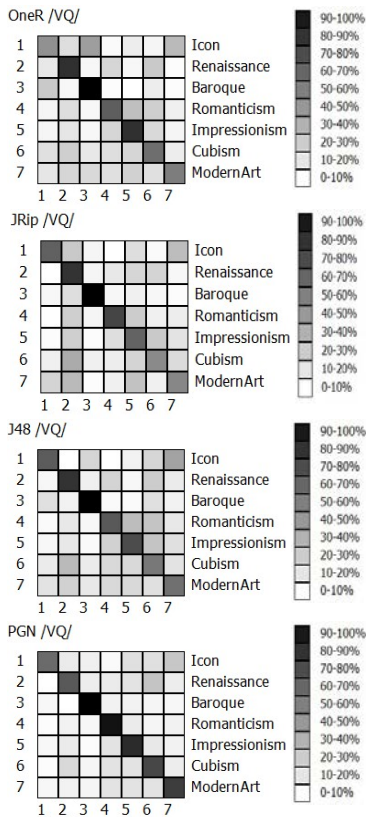 OneR /VQ/
1 Icon 90-100%
2 Renaissance 80-90%
3 Baroque 70-80%
4 Romanticism 60-70%
5 Impressionism 50-60%
6 Cubism 40-50%
7 ModernArt 30-40%
20-30%
10-20%
0-10%
1 2 3 4 5 6 7
JRip /VQ/
1 Icon 90-100%
2 Renaissance 80-90%
3 Baroque 70-80%
4 Romanticism 60-70%
5 Impressionism 50-60%
6 Cubism 40-50%
7 ModernArt 30-40%
20-30%
10-20%
0-10%
1 2 3 4 5 6 7
J48 /VQ/
1 Icon 90-100%
2 Renaissance 80-90%
3 Baroque 70-80%
4 Romanticism 60-70%
5 Impressionism 50-60%
6 Cubism 40-50%
7 ModernArt 30-40%
20-30%
10-20%
0-10%
1 2 3 4 5 6 7
PGN /VQ/
1 Icon 90-100%
2 Renaissance 80-90%
3 Baroque 70-80%
4 Romanticism 60-70%
5 Impressionism 50-60%
6 Cubism 40-50%
7 ModernArt 30-40%
20-30%
10-20%
0-10%
1 2 3 4 5 6 7